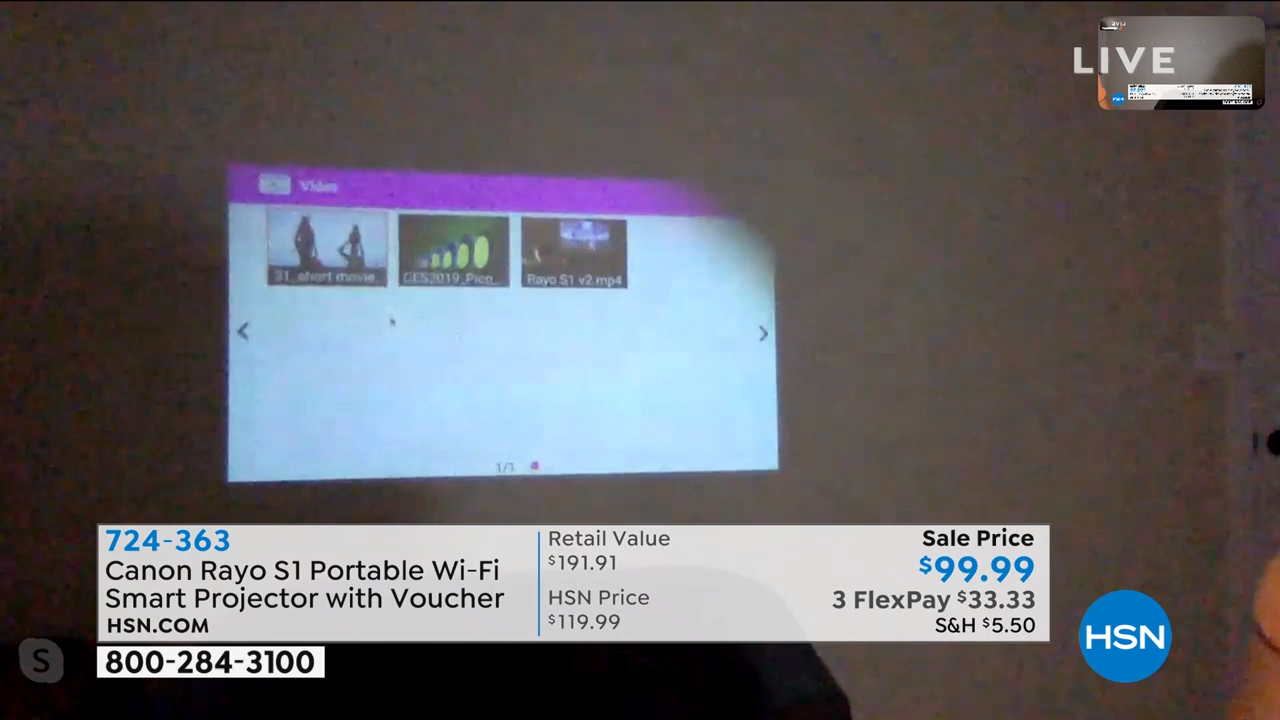 LIVE
Video
31_short movie
CES2019_Pico...
Rayo S1 v2.mp4
1/1
724-363
Canon Rayo S1 Portable Wi-Fi
Smart Projector with Voucher
HSN.COM
800-284-3100
Retail Value
$191.91
HSN Price
$119.99
Sale Price
$99.99
3 FlexPay $33.33
S&H $5.50
HSN
S